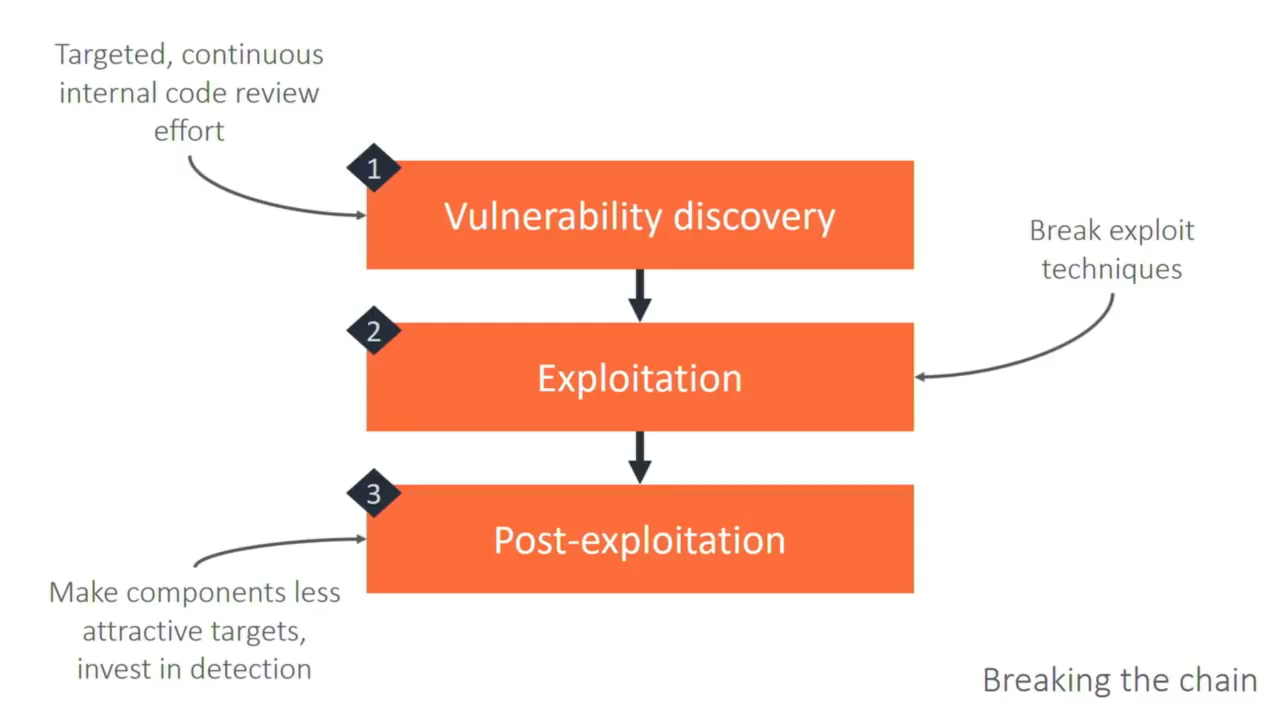 Targeted, continuous
internal code review
effort
1
Vulnerability discovery
Break exploit
techniques
2
Exploitation
3
Post-exploitation
Make components less
attractive targets,
invest in detection
Breaking the chain